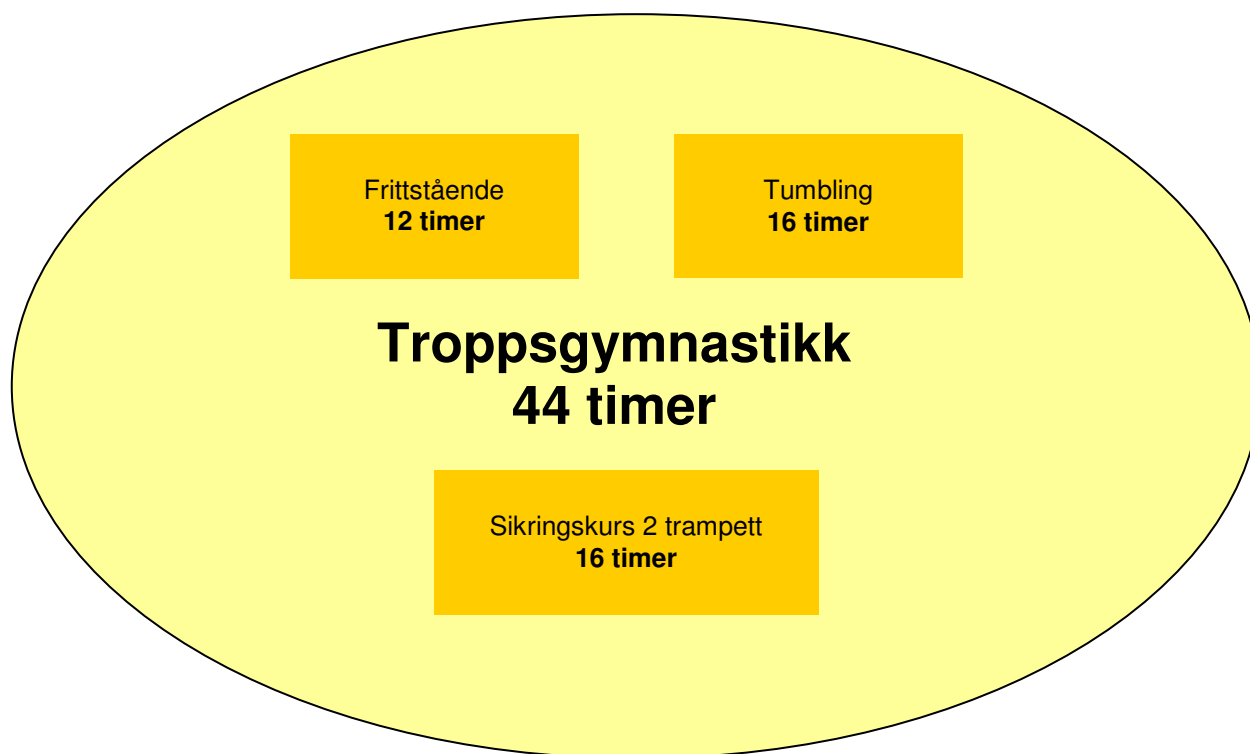 Frittstående
12 timer
Tumbling
16 timer
Troppsgymnastikk
44 timer
Sikringskurs 2 trampett
16 timer